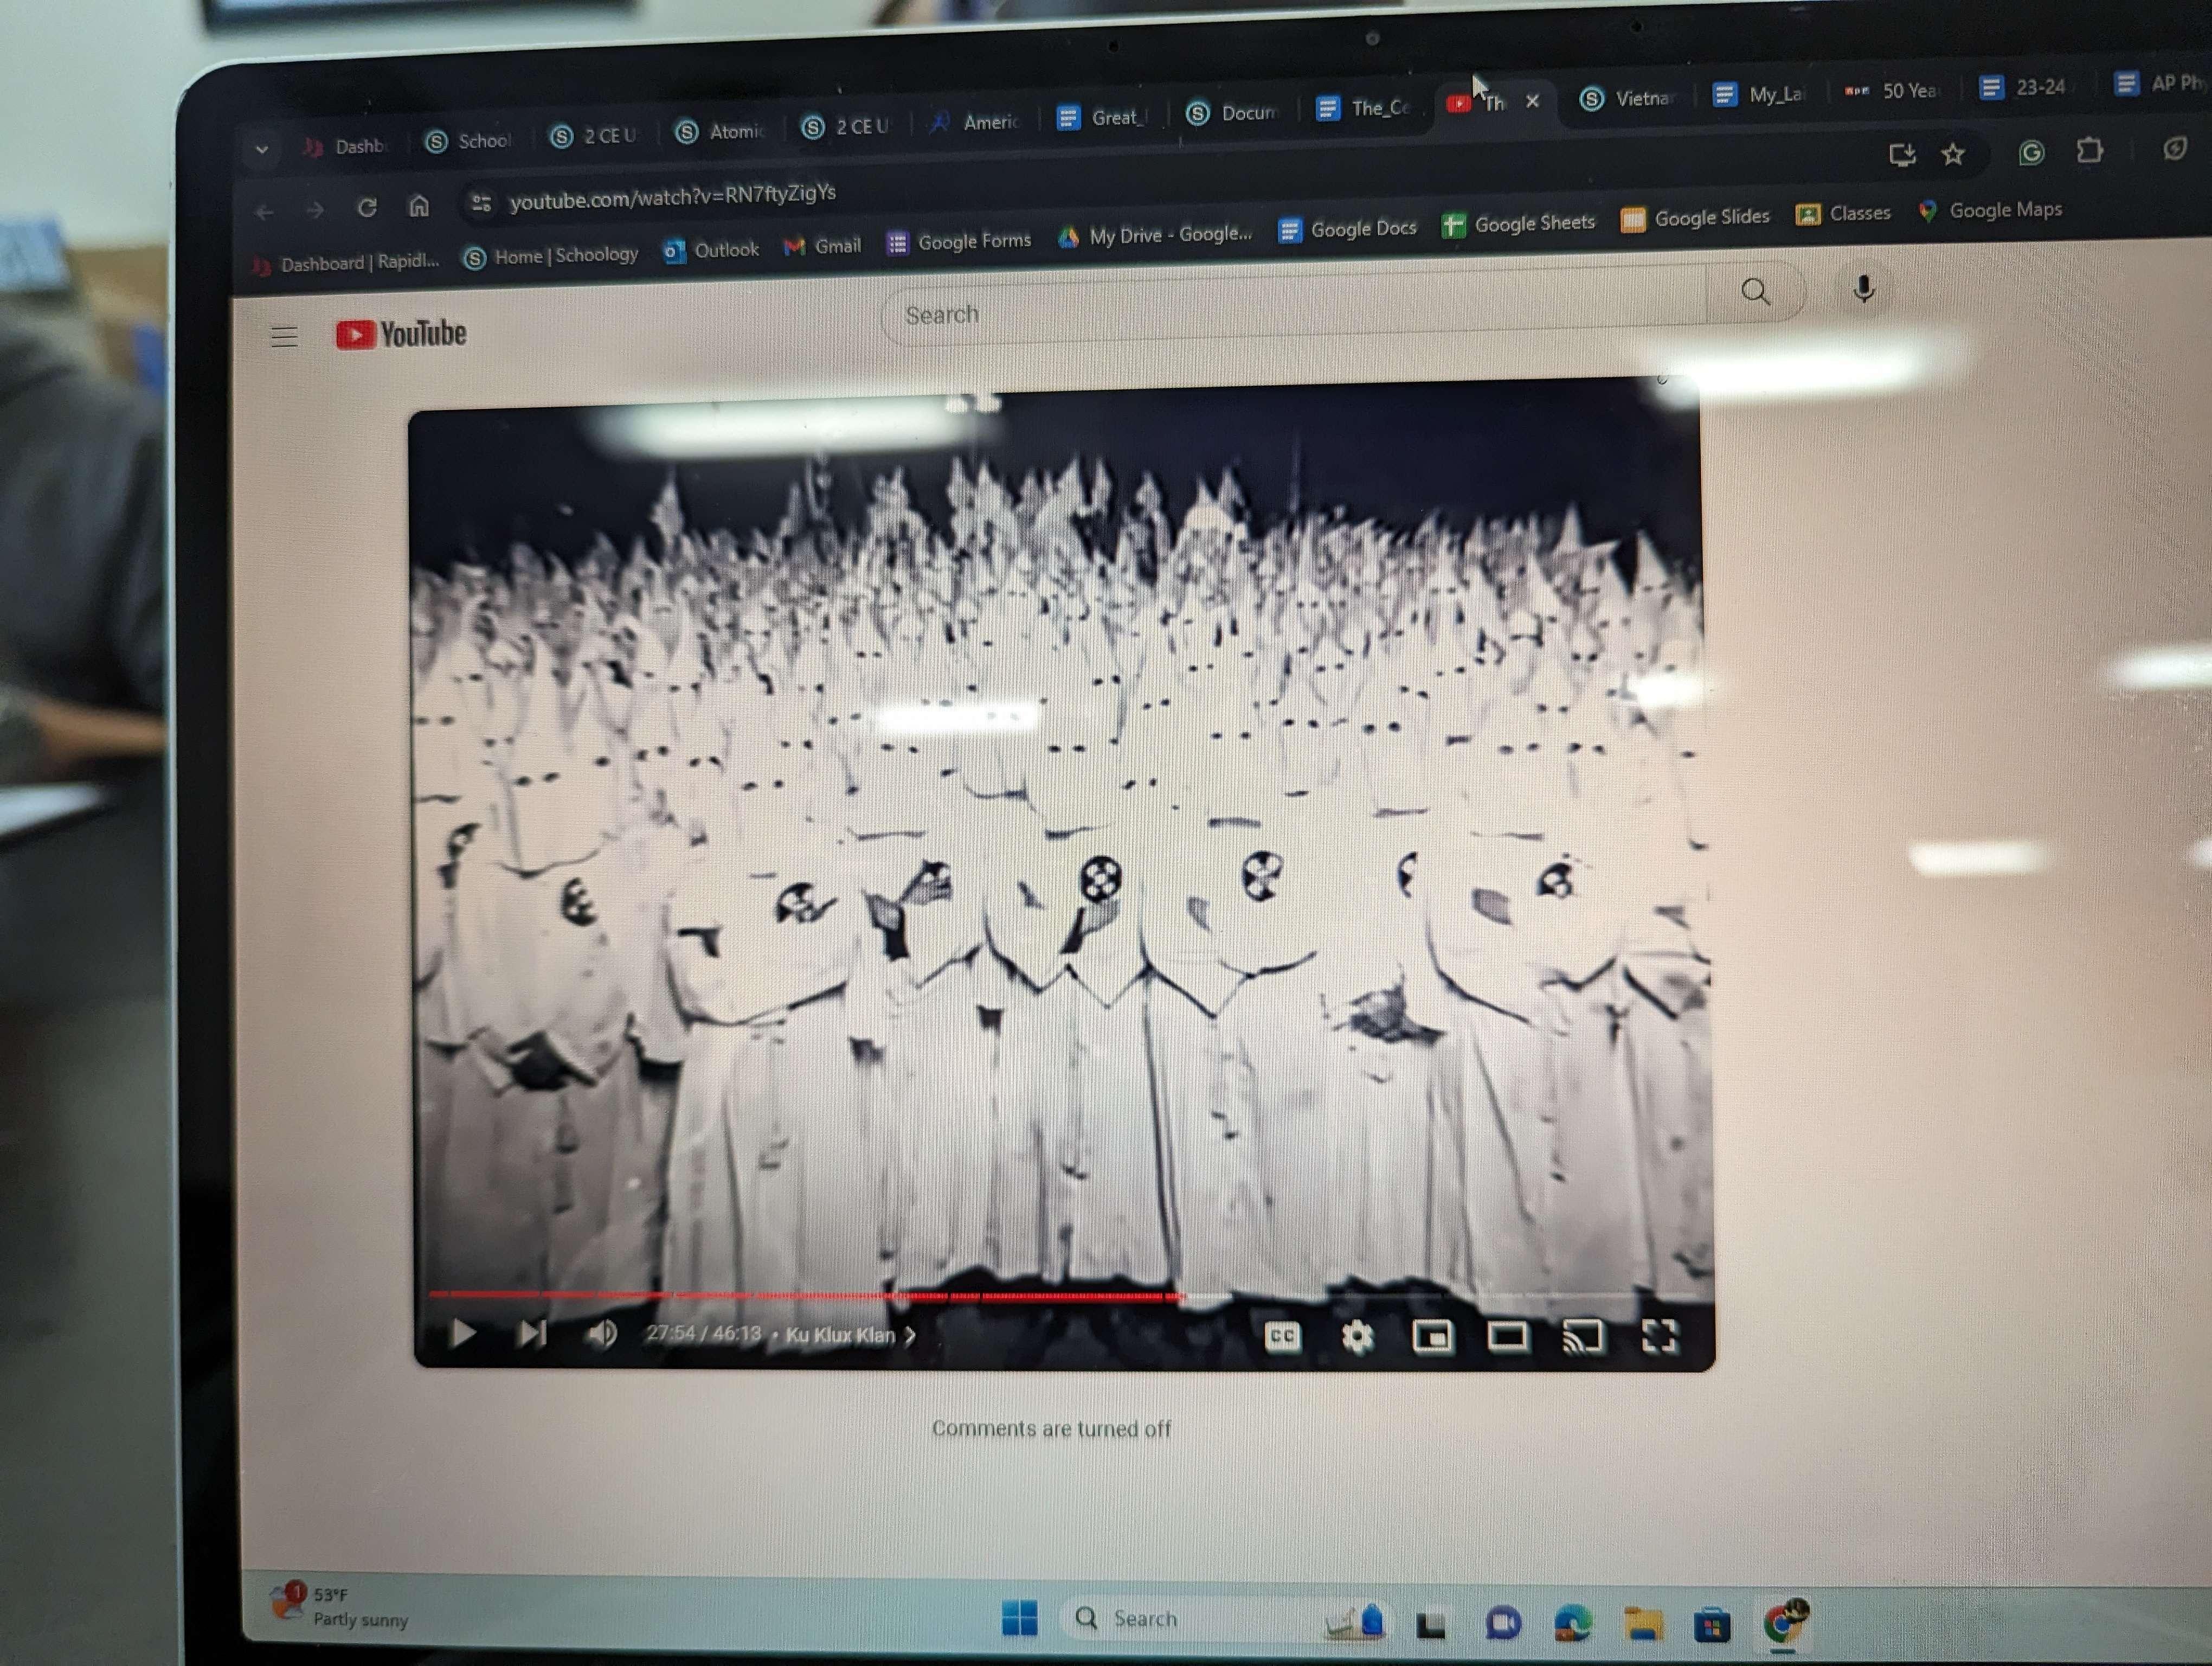 Dashb School 2 CE U Atomic 2 CE U Americ Great_ Docum The_Ce Th Vietna My_Lai npr 50 Yea 23-24 AP Ph
youtube.com/watch?v=RN7ftyZigYs
Dashboard | RapidI... Home | Schoology Outlook Gmail Google Forms My Drive - Google... Google Docs Google Sheets Google Slides Classes Google Maps
YouTube Search
27:54 / 46:13 • Ku Klux Klan CC
Comments are turned off
1 53°F
Partly sunny
Search